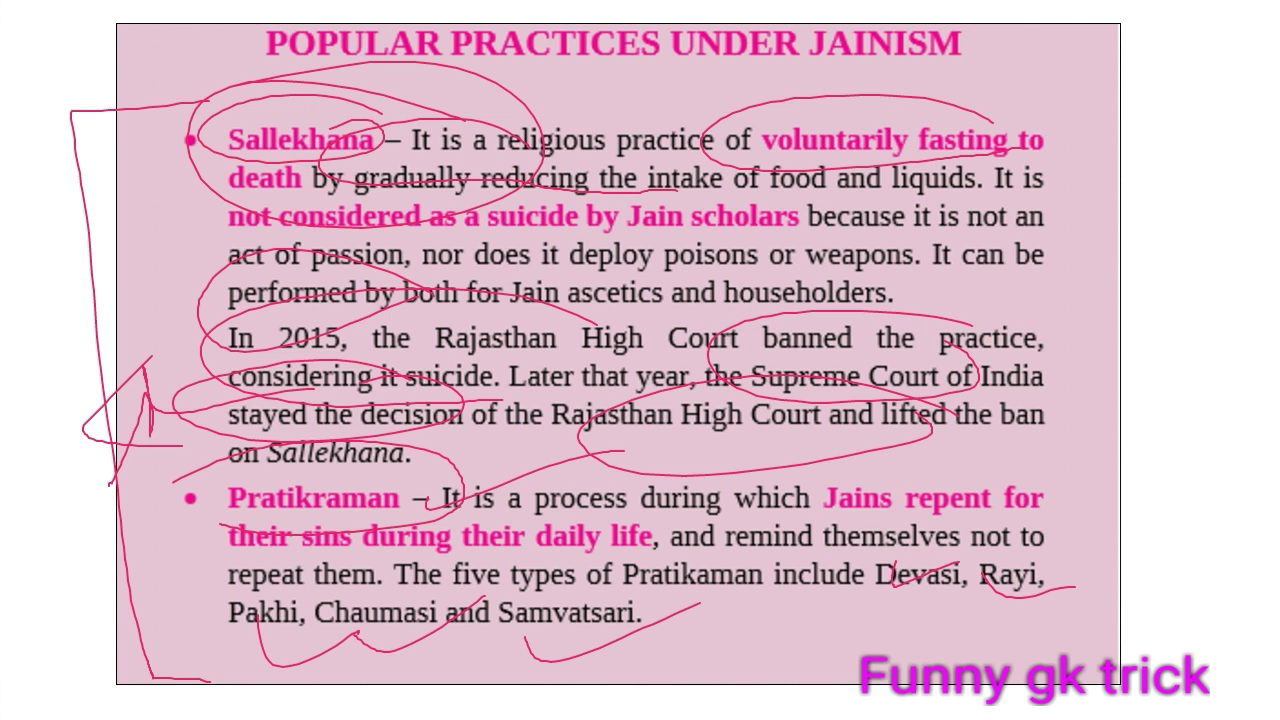 POPULAR PRACTICES UNDER JAINISM
• Sallekhana – It is a religious practice of voluntarily fasting to
death by gradually reducing the intake of food and liquids. It is
not considered as a suicide by Jain scholars because it is not an
act of passion, nor does it deploy poisons or weapons. It can be
performed by both for Jain ascetics and householders.
In 2015, the Rajasthan High Court banned the practice,
considering it suicide. Later that year, the Supreme Court of India
stayed the decision of the Rajasthan High Court and lifted the ban
on Sallekhana.
• Pratikraman – It is a process during which Jains repent for
their sins during their daily life, and remind themselves not to
repeat them. The five types of Pratikaman include Devasi, Rayi,
Pakhi, Chaumasi and Samvatsari.
Funny gk trick